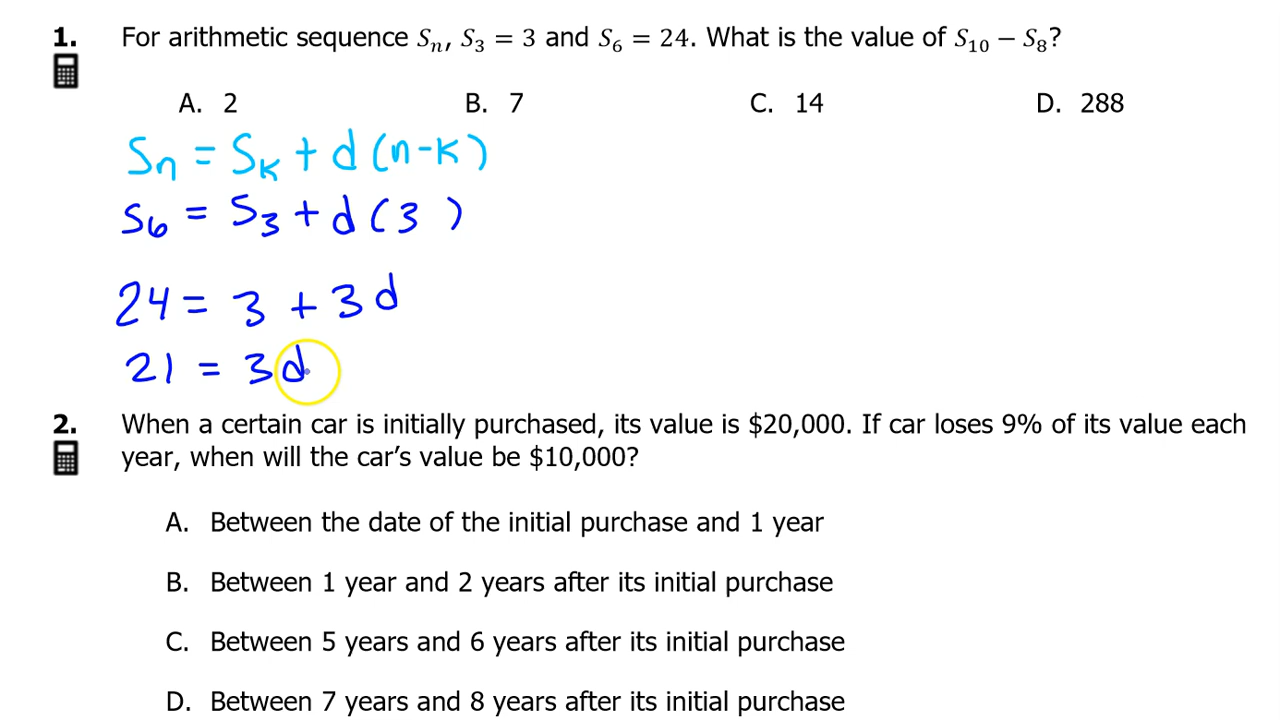 1. For arithmetic sequence Sₙ, S₃ = 3 and S₆ = 24. What is the value of S₁₀ − S₈?
A. 2 B. 7 C. 14 D. 288
Sₙ = Sₖ + d(n-k)
S₆ = S₃ + d(3 )
24 = 3 + 3d
21 = 3d
2. When a certain car is initially purchased, its value is $20,000. If car loses 9% of its value each
year, when will the car's value be $10,000?
A. Between the date of the initial purchase and 1 year
B. Between 1 year and 2 years after its initial purchase
C. Between 5 years and 6 years after its initial purchase
D. Between 7 years and 8 years after its initial purchase